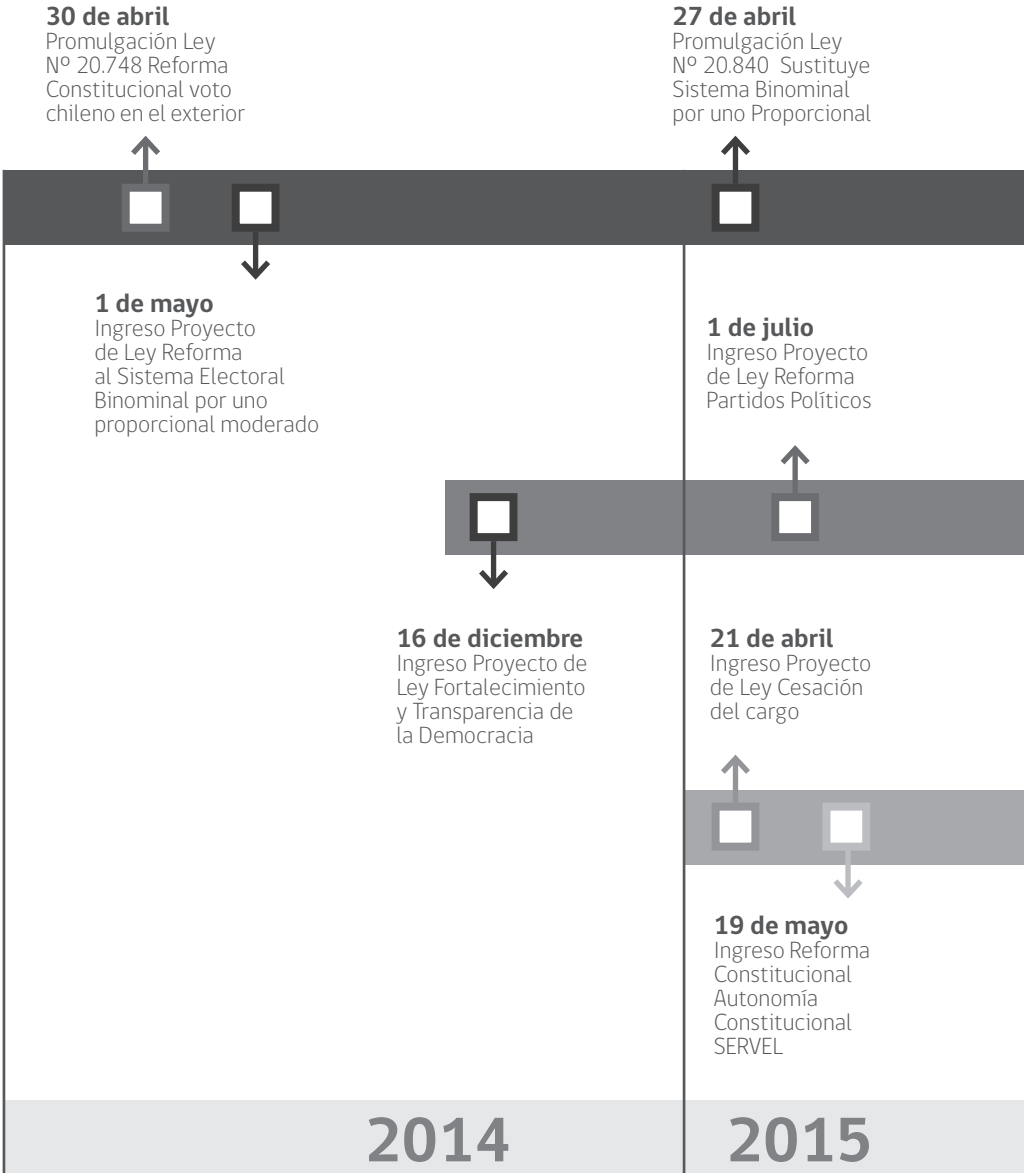 30 de abril
Promulgación Ley
Nº 20.748 Reforma
Constitucional voto
chileno en el exterior
27 de abril
Promulgación Ley
Nº 20.840 Sustituye
Sistema Binominal
por uno Proporcional
1 de mayo
Ingreso Proyecto
de Ley Reforma
al Sistema Electoral
Binominal por uno
proporcional moderado
1 de julio
Ingreso Proyecto
de Ley Reforma
Partidos Políticos
16 de diciembre
Ingreso Proyecto de
Ley Fortalecimiento
y Transparencia de
la Democracia
21 de abril
Ingreso Proyecto
de Ley Cesación
del cargo
19 de mayo
Ingreso Reforma
Constitucional
Autonomía
Constitucional
SERVEL
2014
2015